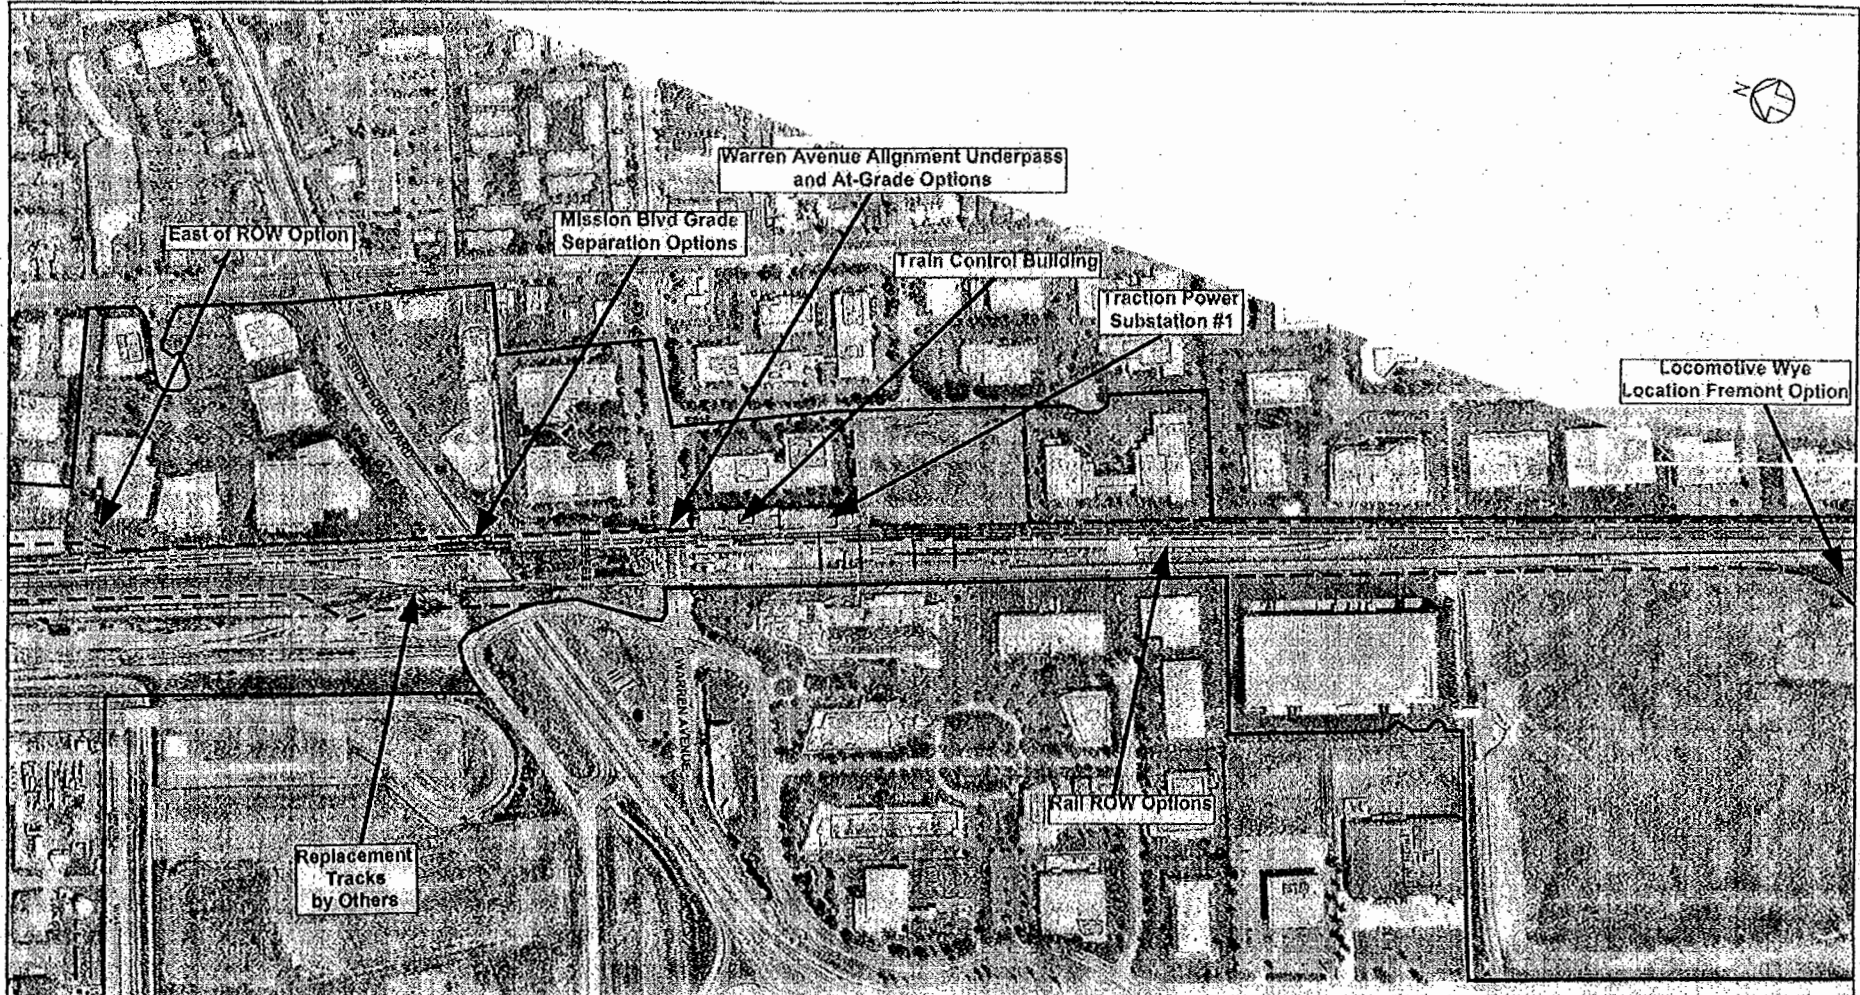 N
Warren Avenue Alignment Underpass
and At-Grade Options
Mission Blvd Grade
Separation Options
East of ROW Option
Train Control Building
Traction Power
Substation #1
Locomotive Wye
Location Fremont Option
MISSION BOULEVARD
E WARREN AVENUE
Rail ROW Options
Replacement
Tracks
by Others